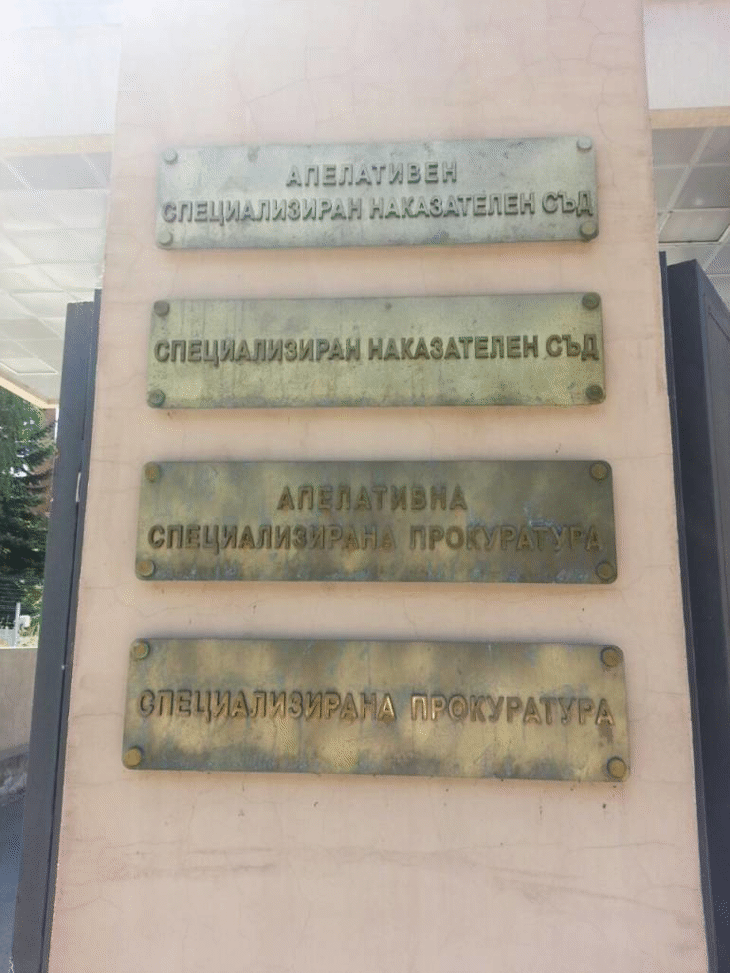 АПЕЛАТИВЕН
СПЕЦИАЛИЗИРАН НАКАЗАТЕЛЕН СЪД
СПЕЦИАЛИЗИРАН НАКАЗАТЕЛЕН СЪД
АПЕЛАТИВНА
СПЕЦИАЛИЗИРАНА ПРОКУРАТУРА
СПЕЦИАЛИЗИРАНА ПРОКУРАТУРА